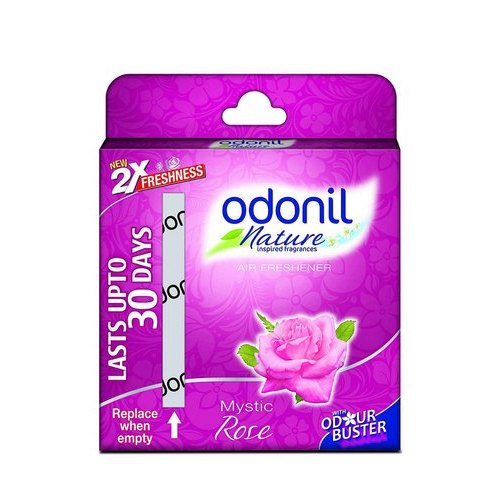 NEW
2X
FRESHNESS
odonil
Nature
inspired fragrances
AIR FRESHENER
LASTS UPTO
30 DAYS
Replace
when
empty
Mystic
Rose
WITH
ODOUR
BUSTER